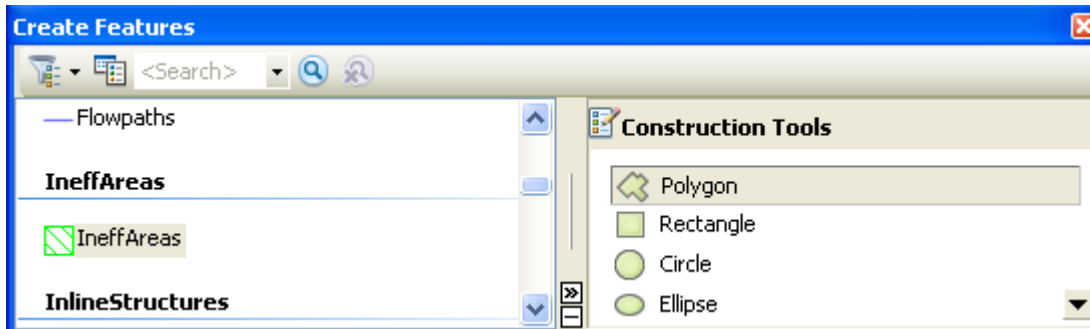 Create Features
<Search>
Flowpaths
IneffAreas
IneffAreas
InlineStructures
Construction Tools
Polygon
Rectangle
Circle
Ellipse